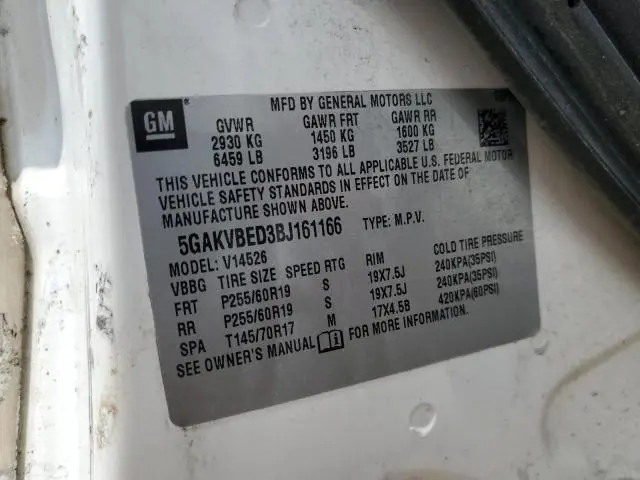 MFD BY GENERAL MOTORS LLC
GM ®
GVWR GAWR FRT GAWR RR
2930 KG 1450 KG 1600 KG
6459 LB 3196 LB 3527 LB
THIS VEHICLE CONFORMS TO ALL APPLICABLE U.S. FEDERAL MOTOR
VEHICLE SAFETY STANDARDS IN EFFECT ON THE DATE OF
MANUFACTURE SHOWN ABOVE.
5GAKVBED3BJ161166 TYPE: M.P.V.
MODEL: V14526
VBBG TIRE SIZE SPEED RTG RIM COLD TIRE PRESSURE
FRT P255/60R19 S 19X7.5J 240KPA(35PSI)
RR P255/60R19 S 19X7.5J 240KPA(35PSI)
SPA T145/70R17 M 17X4.5B 420KPA(60PSI)
SEE OWNER'S MANUAL FOR MORE INFORMATION.